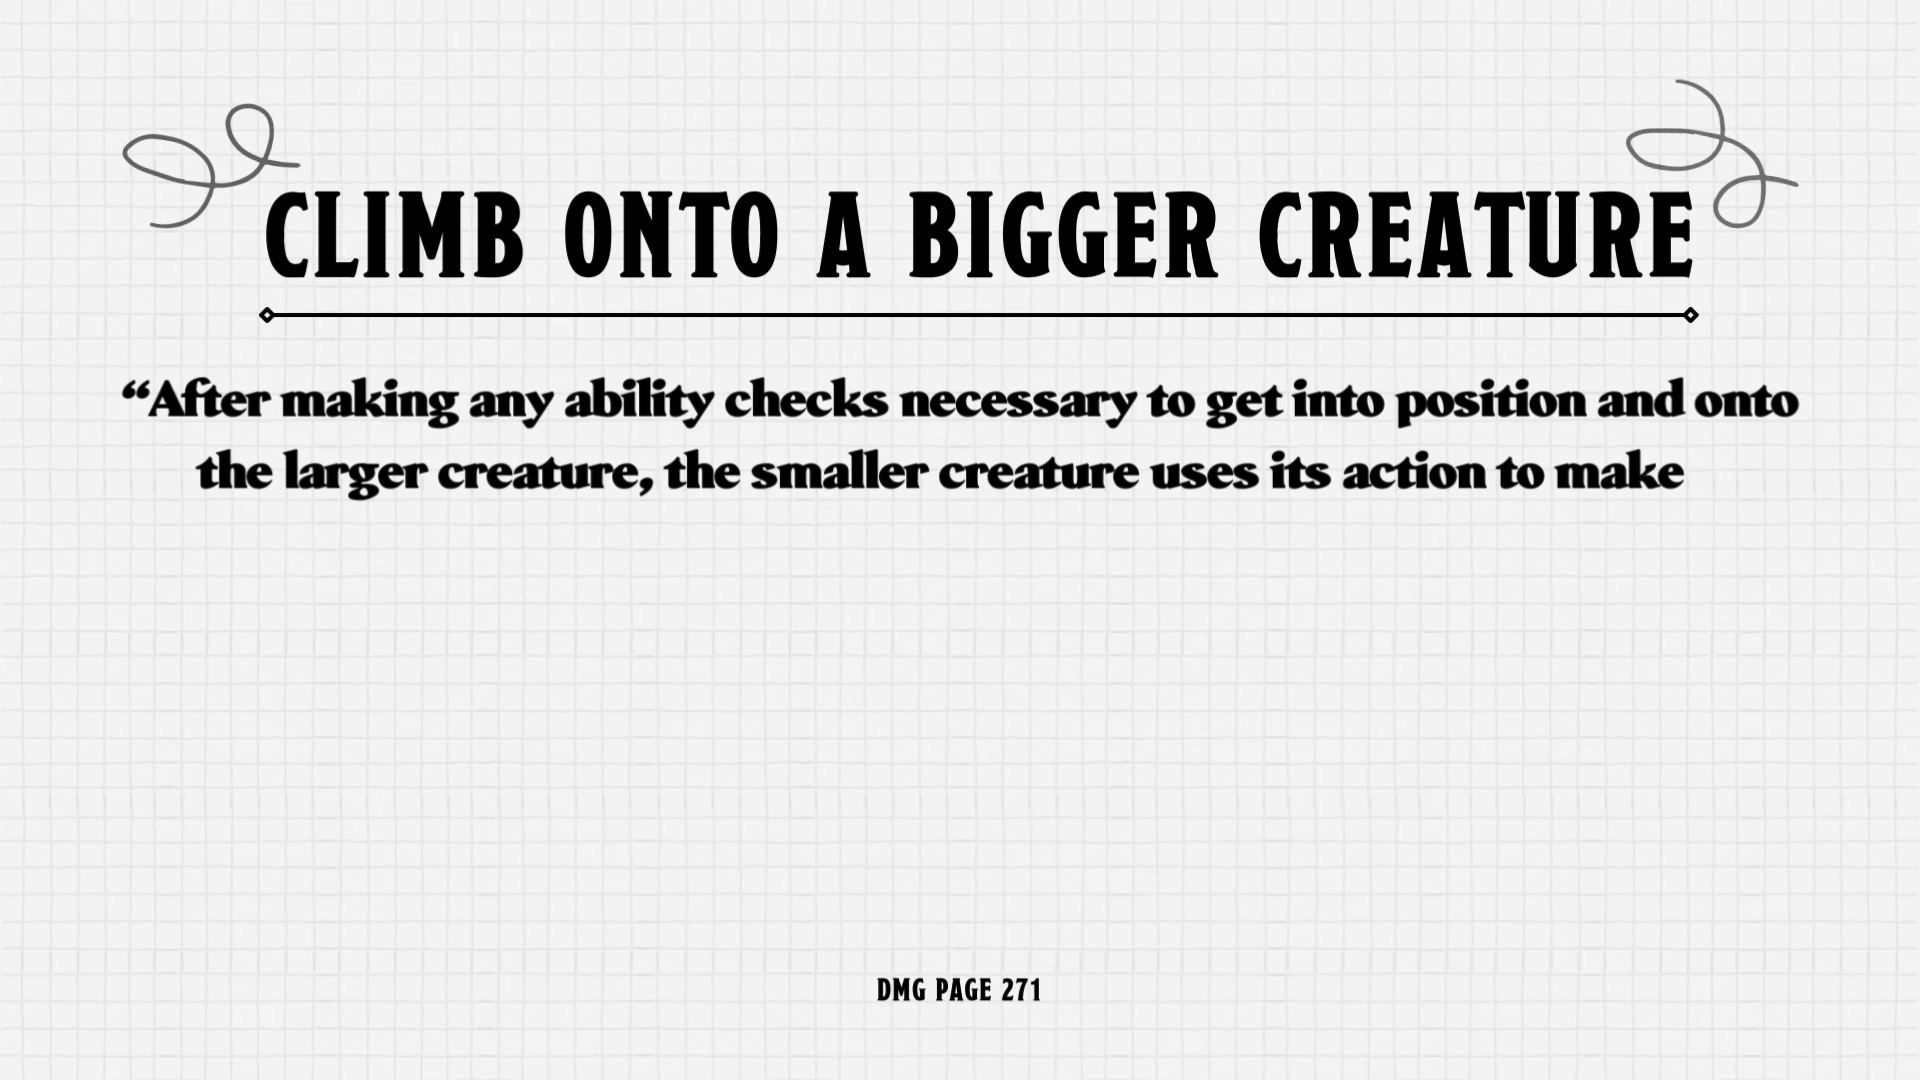 CLIMB ONTO A BIGGER CREATURE
“After making any ability checks necessary to get into position and onto
the larger creature, the smaller creature uses its action to make
DMG PAGE 271